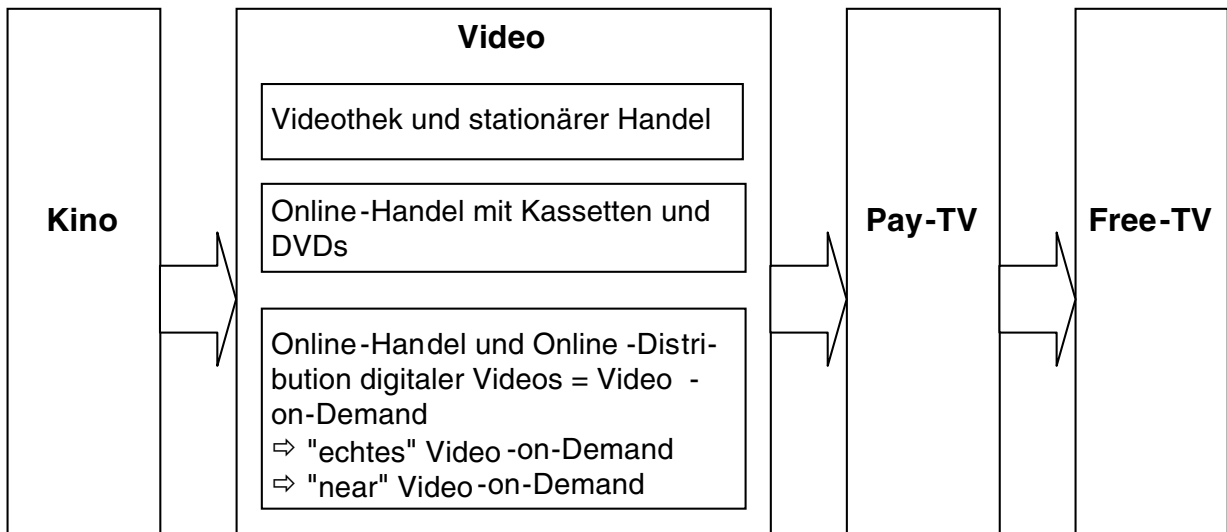 Kino
Video
Videothek und stationärer Handel
Online-Handel mit Kassetten und
DVDs
Online-Handel und Online -Distri-
bution digitaler Videos = Video -
on-Demand
⇨ "echtes" Video -on-Demand
⇨ "near" Video -on-Demand
Pay-TV
Free-TV